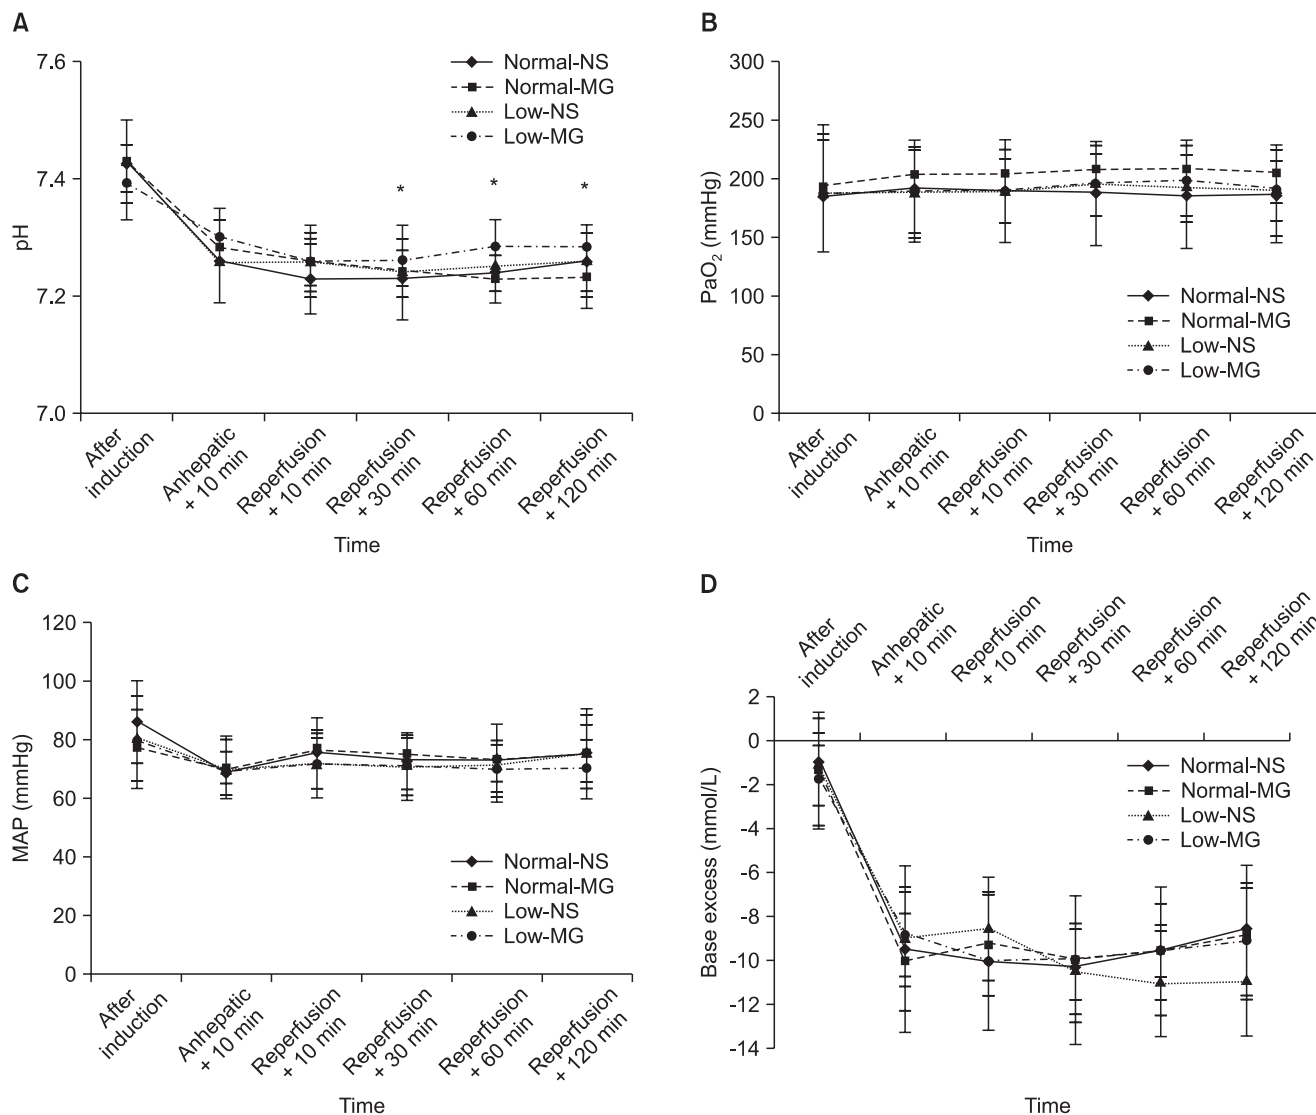 A
pH
7.6
7.4
7.2
7.0
Normal-NS
Normal-MG
Low-NS
Low-MG
*
*
*
After
induction
Anhepatic
+ 10 min
Reperfusion
+ 10 min
Reperfusion
+ 30 min
Reperfusion
+ 60 min
Reperfusion
+ 120 min
Time
B
PaO2 (mmHg)
300
250
200
150
100
50
0
Normal-NS
Normal-MG
Low-NS
Low-MG
After
induction
Anhepatic
+ 10 min
Reperfusion
+ 10 min
Reperfusion
+ 30 min
Reperfusion
+ 60 min
Reperfusion
+ 120 min
Time
C
MAP (mmHg)
120
100
80
60
40
20
0
Normal-NS
Normal-MG
Low-NS
Low-MG
After
induction
Anhepatic
+ 10 min
Reperfusion
+ 10 min
Reperfusion
+ 30 min
Reperfusion
+ 60 min
Reperfusion
+ 120 min
Time
D
After
induction
Anhepatic
+ 10 min
Reperfusion
+ 10 min
Reperfusion
+ 30 min
Reperfusion
+ 60 min
Reperfusion
+ 120 min
Base excess (mmol/L)
2
0
-2
-4
-6
-8
-10
-12
-14
Normal-NS
Normal-MG
Low-NS
Low-MG
Time